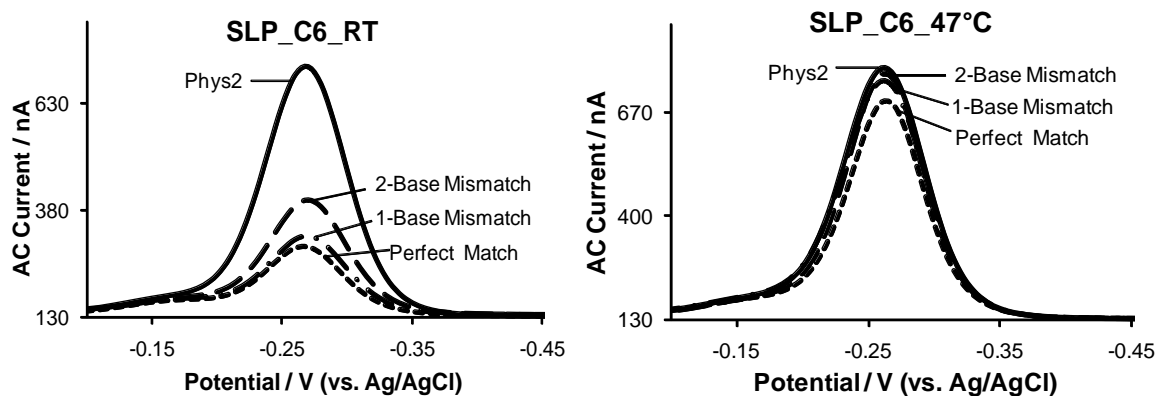 SLP_C6_RT
AC Current / nA
630
380
130
Phys2
2-Base Mismatch
1-Base Mismatch
Perfect Match
-0.15
-0.25
-0.35
-0.45
Potential / V (vs. Ag/AgCl)
SLP_C6_47°C
AC Current / nA
670
400
130
Phys2
2-Base Mismatch
1-Base Mismatch
Perfect Match
-0.15
-0.25
-0.35
-0.45
Potential / V (vs. Ag/AgCl)